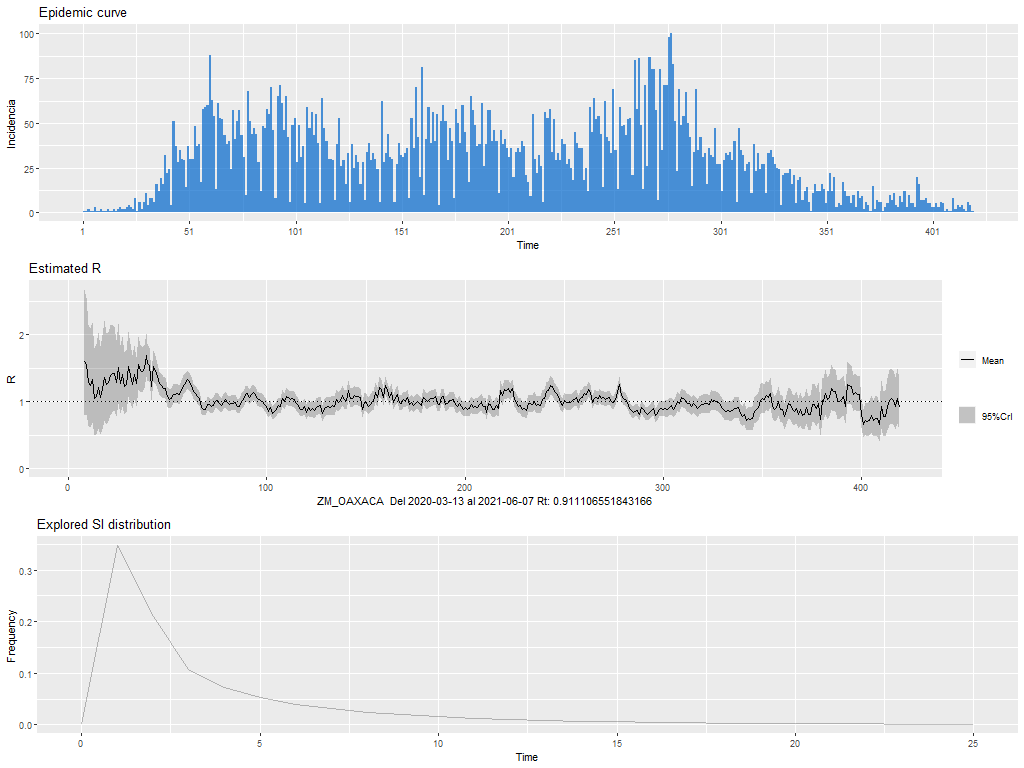 Epidemic curve
Incidencia
100
75
50
25
0
1 51 101 151 201 251 301 351 401
Time
Estimated R
R
2
1
0
0 100 200 300 400
Mean
95%CrI
ZM_OAXACA Del 2020-03-13 al 2021-06-07 Rt: 0.911106551843166
Explored SI distribution
Frequency
0.3
0.2
0.1
0.0
0 5 10 15 20 25
Time